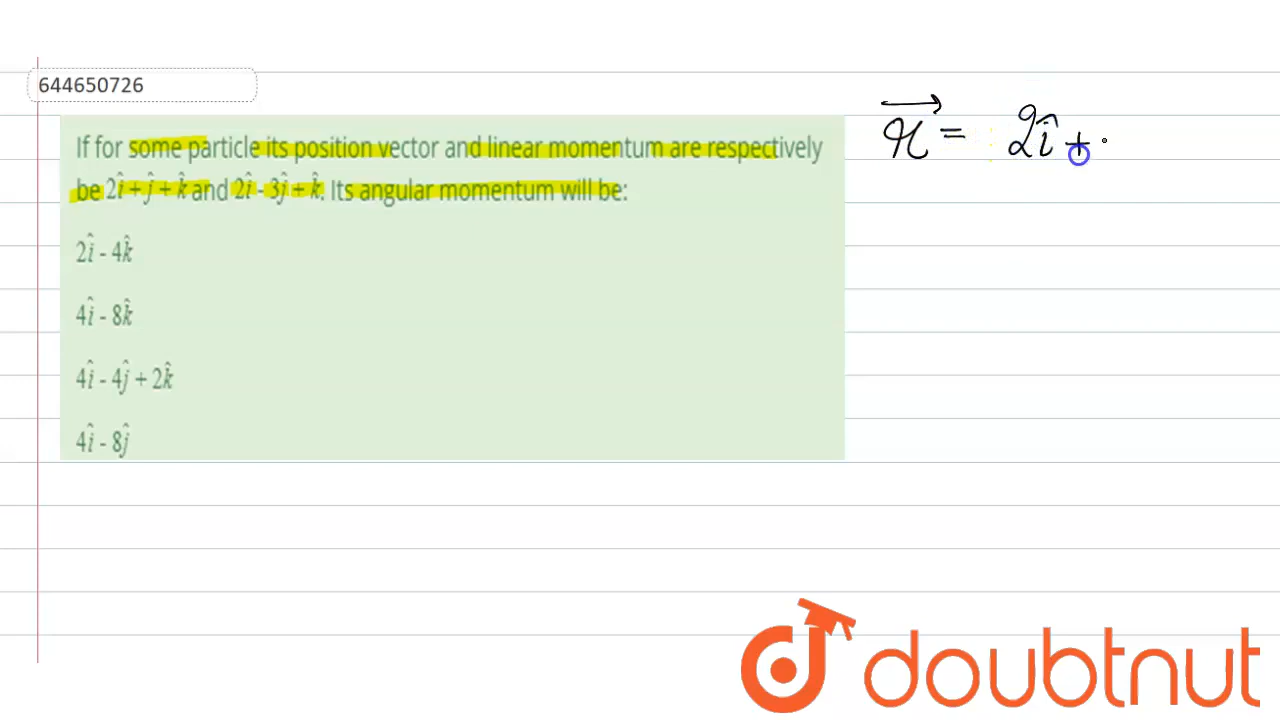 644650726
If for some particle its position vector and linear momentum are respectively
be 2î + ĵ + k̂ and 2î - 3ĵ + k̂. Its angular momentum will be:
2î - 4k̂
4î - 8k̂
4î - 4ĵ + 2k̂
4î - 8ĵ
r⃗ = 2î +
doubtnut